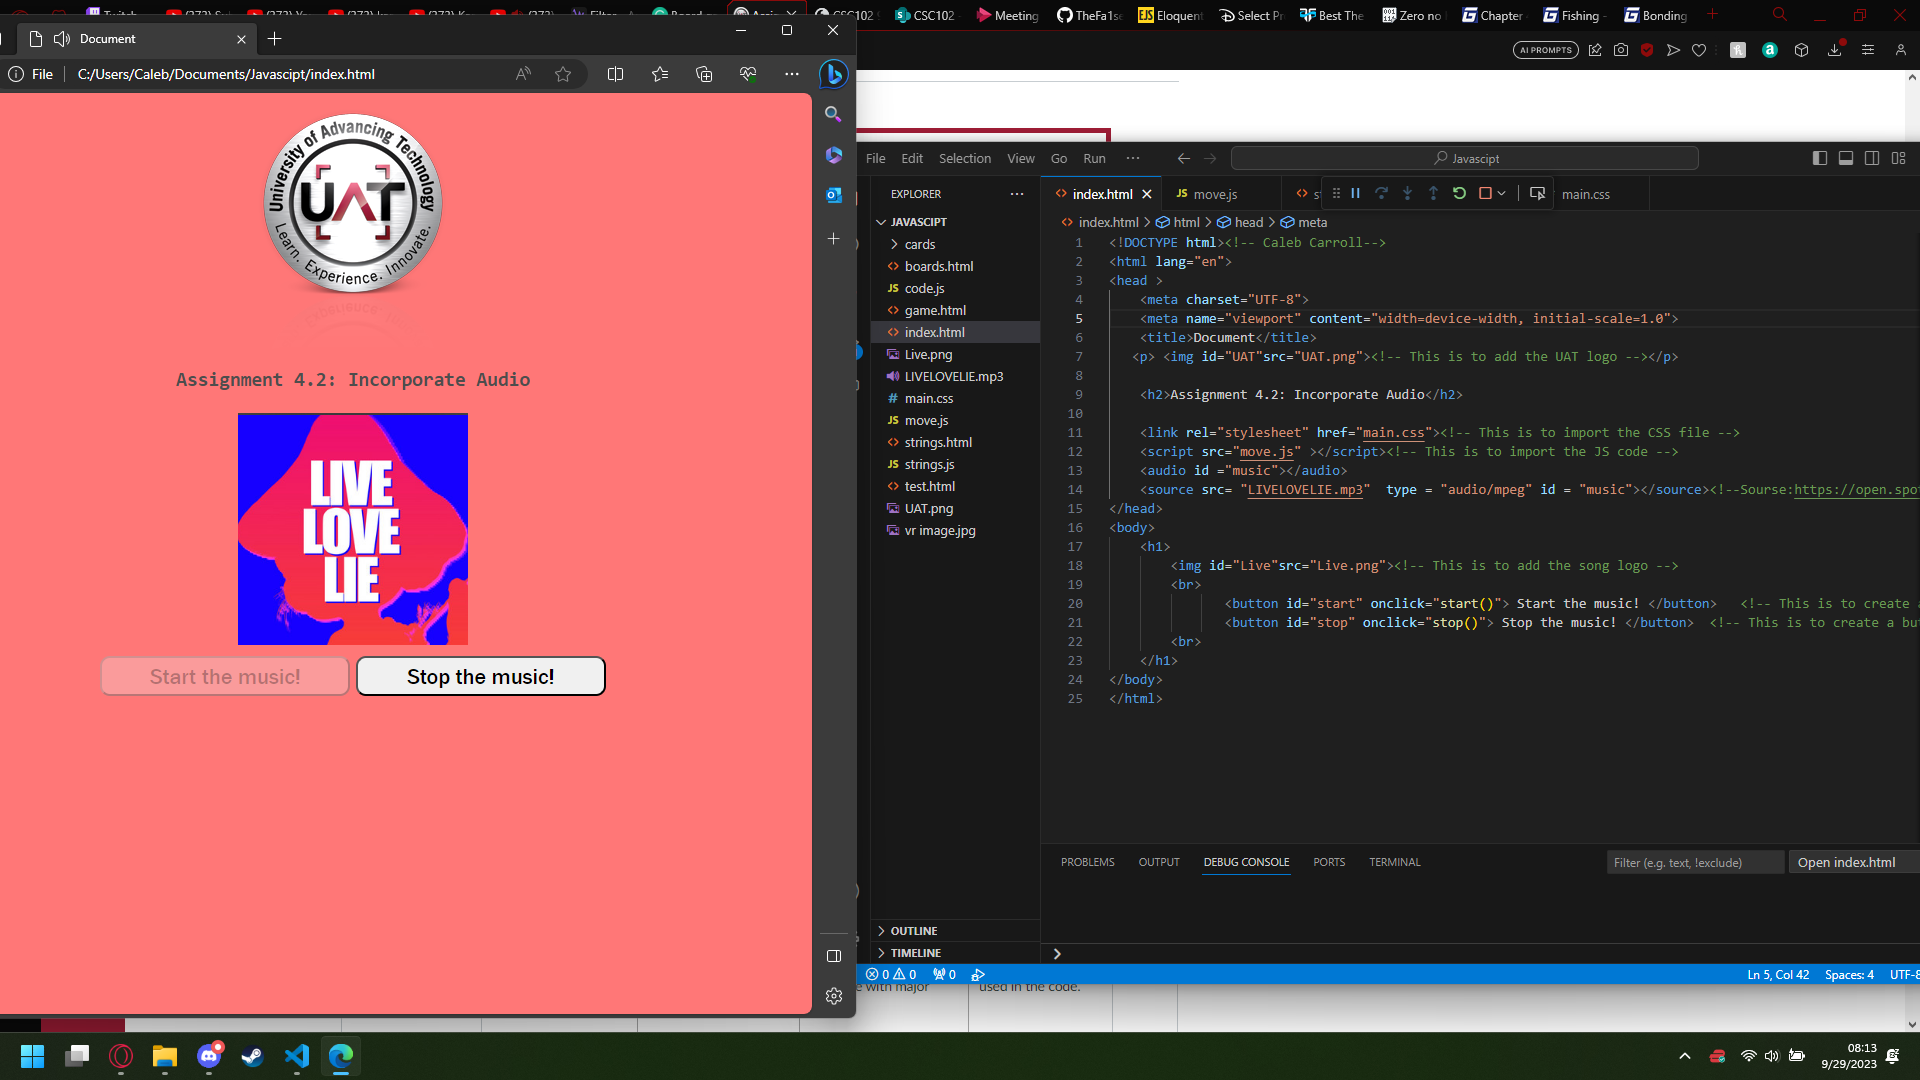 Twitch
CSC102
CSC102
Meeting
TheFa1se
Eloquent
Select Pr
Best The
Zero no
Chapter
Fishing -
Bonding
Document
AI PROMPTS
File
C:/Users/Caleb/Documents/Javascipt/index.html
University of Advancing Technology
UAT
Learn. Experience. Innovate.
Assignment 4.2: Incorporate Audio
LIVE
LOVE
LIE
Start the music!
Stop the music!
File Edit Selection View Go Run ···
Javascipt
EXPLORER
index.html
JS move.js
main.css
JAVASCIPT
cards
boards.html
JS code.js
game.html
index.html
Live.png
LIVELOVELIE.mp3
# main.css
JS move.js
strings.html
JS strings.js
test.html
UAT.png
vr image.jpg
OUTLINE
TIMELINE
index.html > html > head > meta
1 <!DOCTYPE html><!-- Caleb Carroll-->
2 <html lang="en">
3 <head >
4 <meta charset="UTF-8">
5 <meta name="viewport" content="width=device-width, initial-scale=1.0">
6 <title>Document</title>
7 <p> <img id="UAT"src="UAT.png"><!-- This is to add the UAT logo --></p>
8
9 <h2>Assignment 4.2: Incorporate Audio</h2>
10
11 <link rel="stylesheet" href="main.css"><!-- This is to import the CSS file -->
12 <script src="move.js" ></script><!-- This is to import the JS code -->
13 <audio id ="music"></audio>
14 <source src= "LIVELOVELIE.mp3" type = "audio/mpeg" id = "music"></source><!--Sourse:https://open.spot
15 </head>
16 <body>
17 <h1>
18 <img id="Live"src="Live.png"><!-- This is to add the song logo -->
19 <br>
20 <button id="start" onclick="start()"> Start the music! </button> <!-- This is to create a
21 <button id="stop" onclick="stop()"> Stop the music! </button> <!-- This is to create a but
22 <br>
23 </h1>
24 </body>
25 </html>
PROBLEMS OUTPUT DEBUG CONSOLE PORTS TERMINAL
Filter (e.g. text, !exclude)
Open index.html
0 0 0
Ln 5, Col 42 Spaces: 4 UTF-8
with major
used in the code.
08:13
9/29/2023